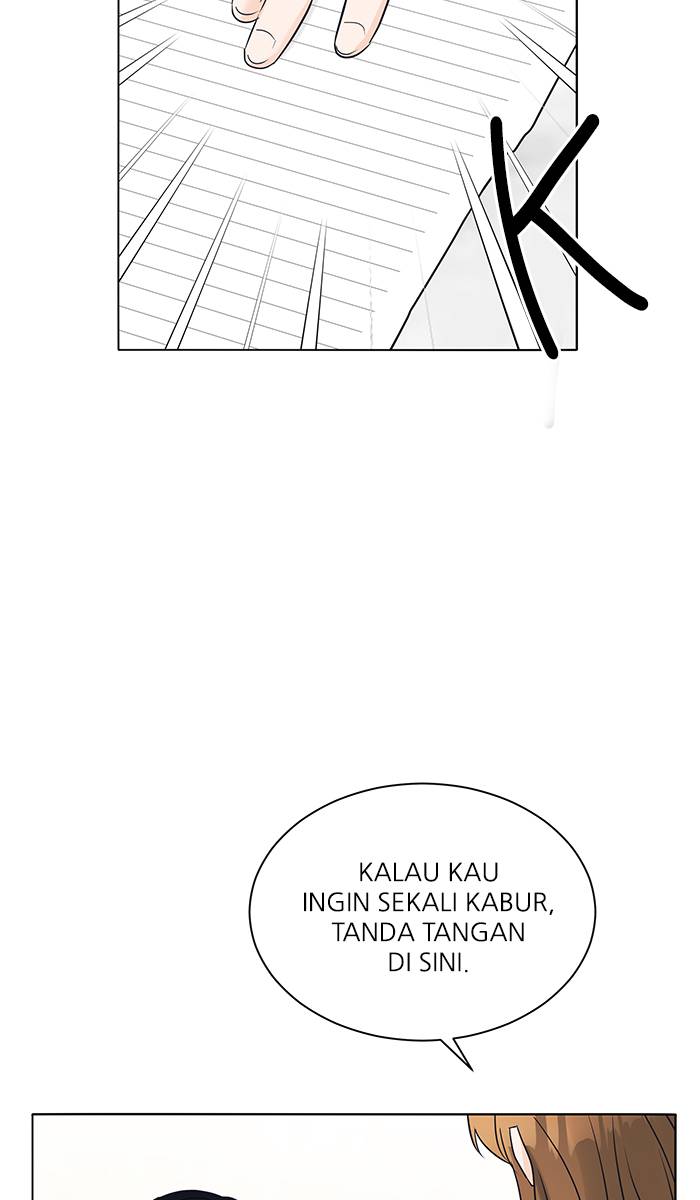 K
KALAU KAU
INGIN SEKALI KABUR,
TANDA TANGAN
DI SINI.